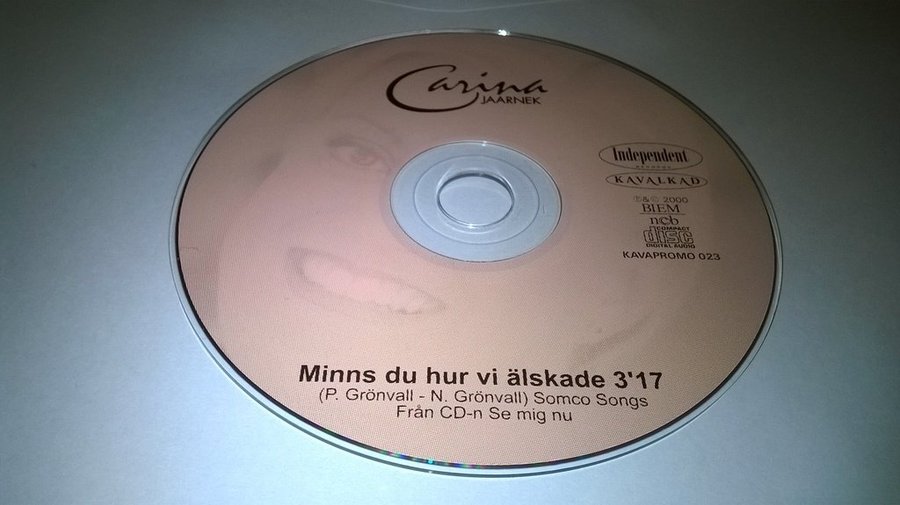 Carina
JAARNEK
Independent
RECORDS
KAVALKAD
℗&© 2000
BIEM
ncb
COMPACT
disc
DIGITAL AUDIO
KAVAPROMO 023
Minns du hur vi älskade 3'17
(P. Grönvall - N. Grönvall) Somco Songs
Från CD-n Se mig nu